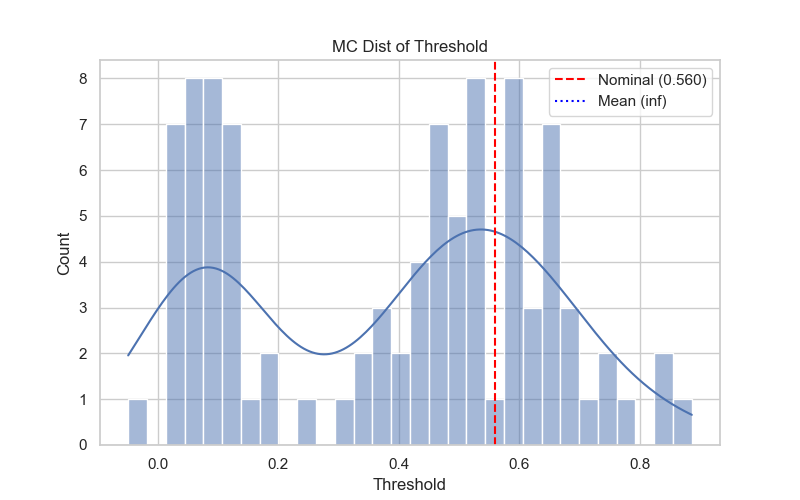 MC Dist of Threshold
Nominal (0.560)
Mean (inf)
8
7
6
5
4
3
2
1
0
Count
0.0 0.2 0.4 0.6 0.8
Threshold